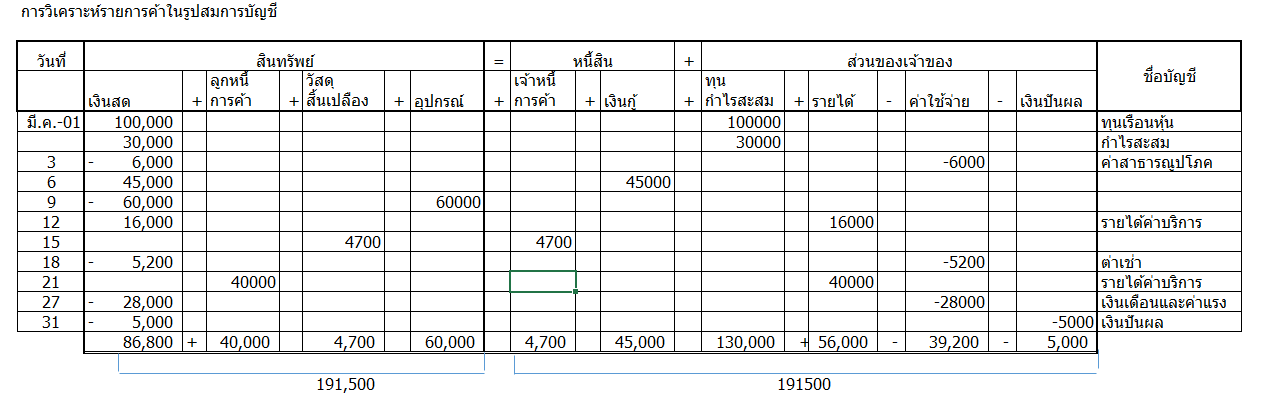 การวิเคราะห์รายการค้าในรูปสมการบัญชี
วันที่ สินทรัพย์ = หนี้สิน + ส่วนของเจ้าของ ชื่อบัญชี
เงินสด + ลูกหนี้การค้า + วัสดุสิ้นเปลือง + อุปกรณ์ + เจ้าหนี้การค้า + เงินกู้ + ทุนกำไรสะสม + รายได้ - ค่าใช้จ่าย - เงินปันผล
มี.ค.-01 100,000 100000 ทุนเรือนหุ้น
30,000 30000 กำไรสะสม
3 - 6,000 -6000 ค่าสาธารณูปโภค
6 45,000 45000
9 - 60,000 60000
12 16,000 16000 รายได้ค่าบริการ
15 4700 4700
18 - 5,200 -5200 ต่าเช่า
21 40000 40000 รายได้ค่าบริการ
27 - 28,000 -28000 เงินเดือนและค่าแรง
31 - 5,000 -5000 เงินปันผล
86,800 + 40,000 4,700 60,000 = 4,700 45,000 130,000 + 56,000 - 39,200 - 5,000
191,500 191500